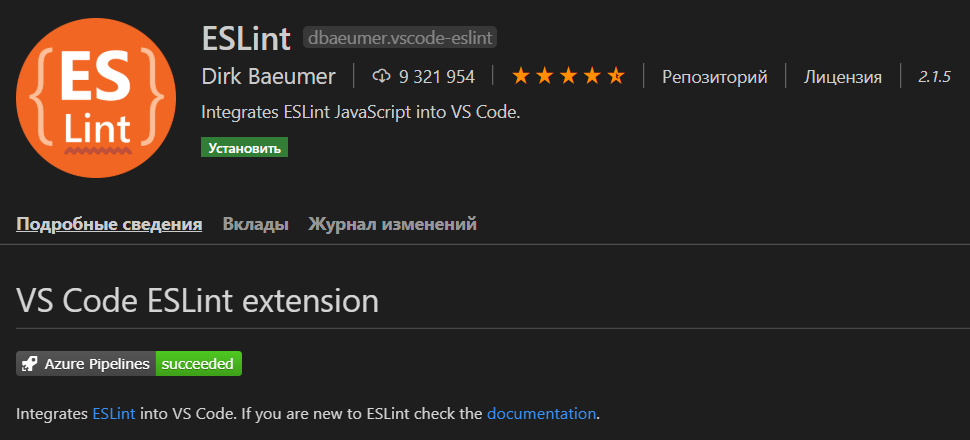 ES
Lint
ESLint dbaeumer.vscode-eslint
Dirk Baeumer 9 321 954 Репозиторий Лицензия 2.1.5
Integrates ESLint JavaScript into VS Code.
Установить
Подробные сведения Вклады Журнал изменений
VS Code ESLint extension
Azure Pipelines succeeded
Integrates ESLint into VS Code. If you are new to ESLint check the documentation.